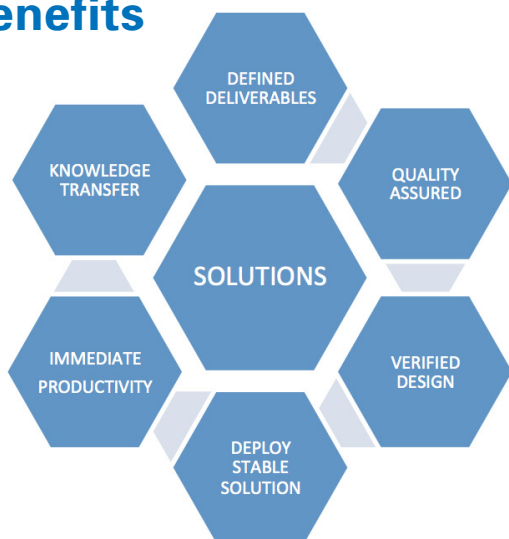 enefits
DEFINED
DELIVERABLES
QUALITY
ASSURED
VERIFIED
DESIGN
DEPLOY
STABLE
SOLUTION
IMMEDIATE
PRODUCTIVITY
KNOWLEDGE
TRANSFER
SOLUTIONS